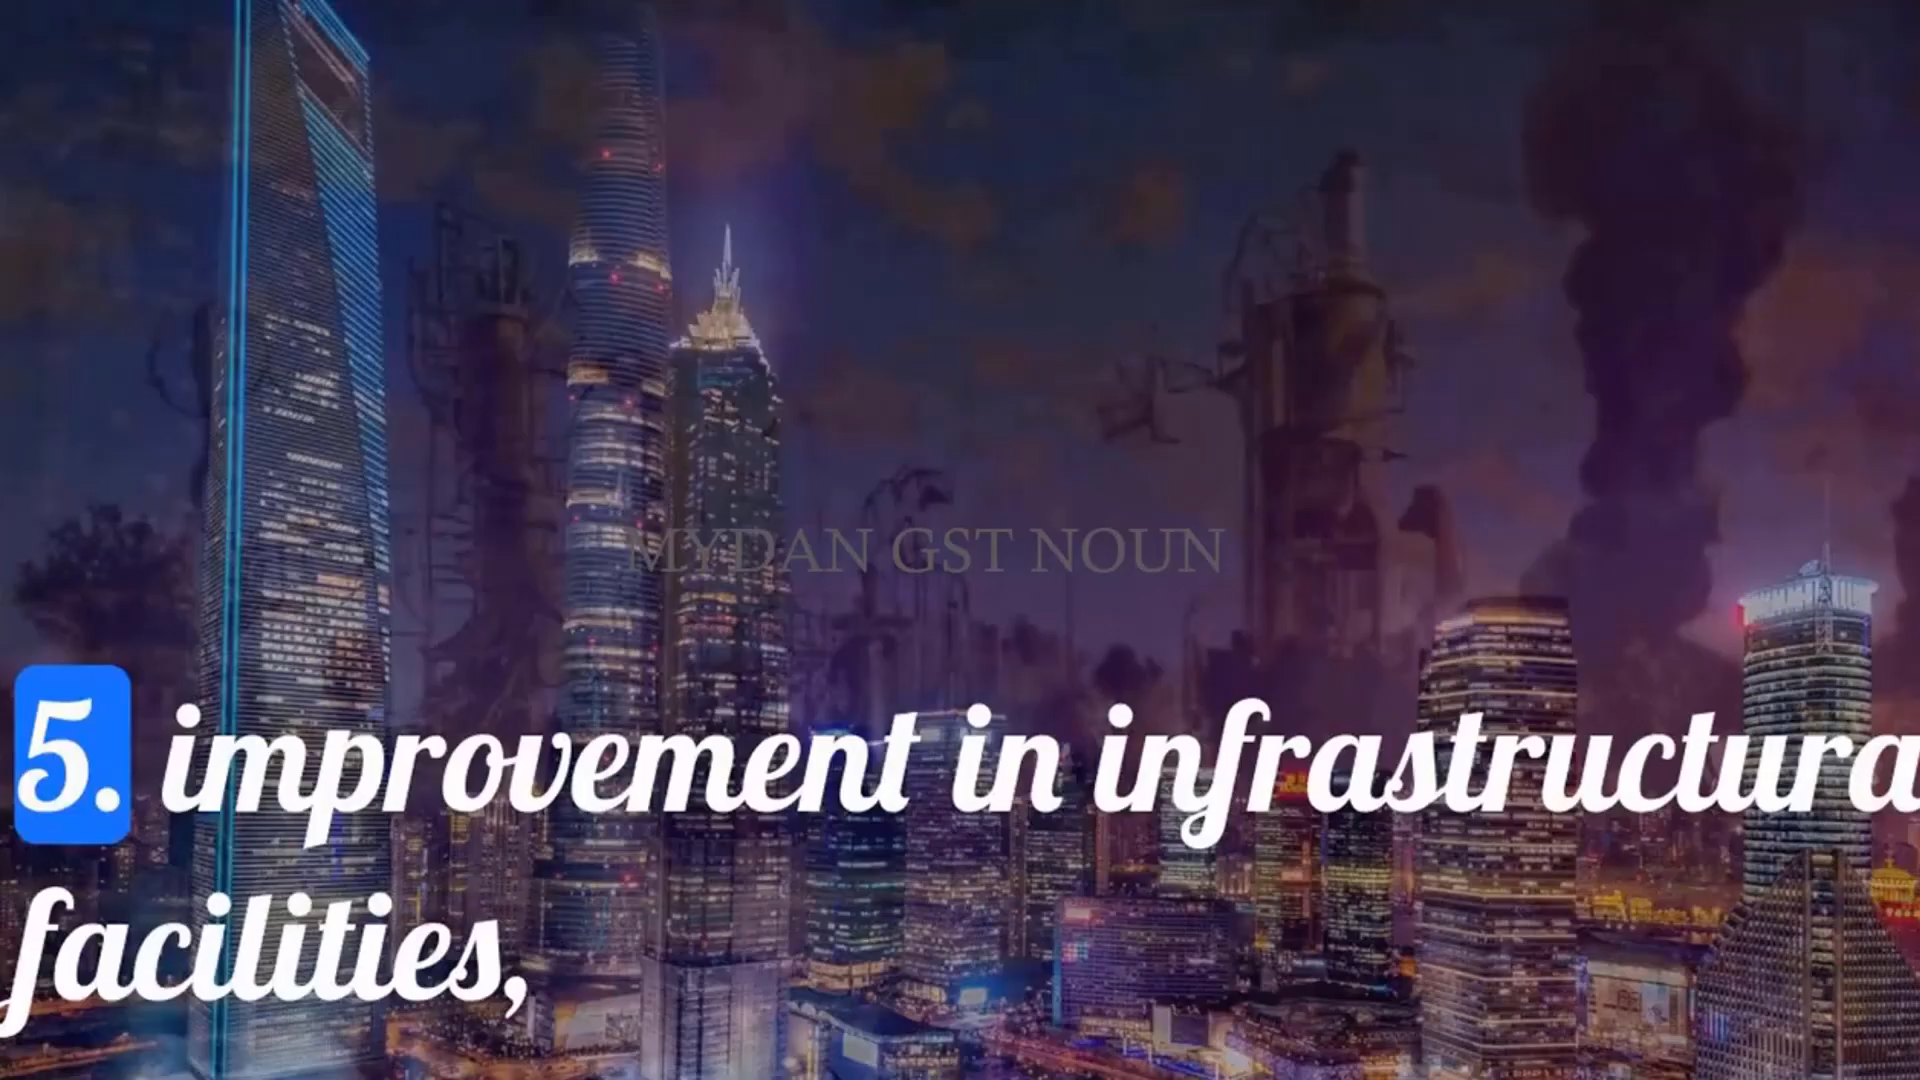 MYDAN GST NOUN
5. improvement in infrastructura
facilities,